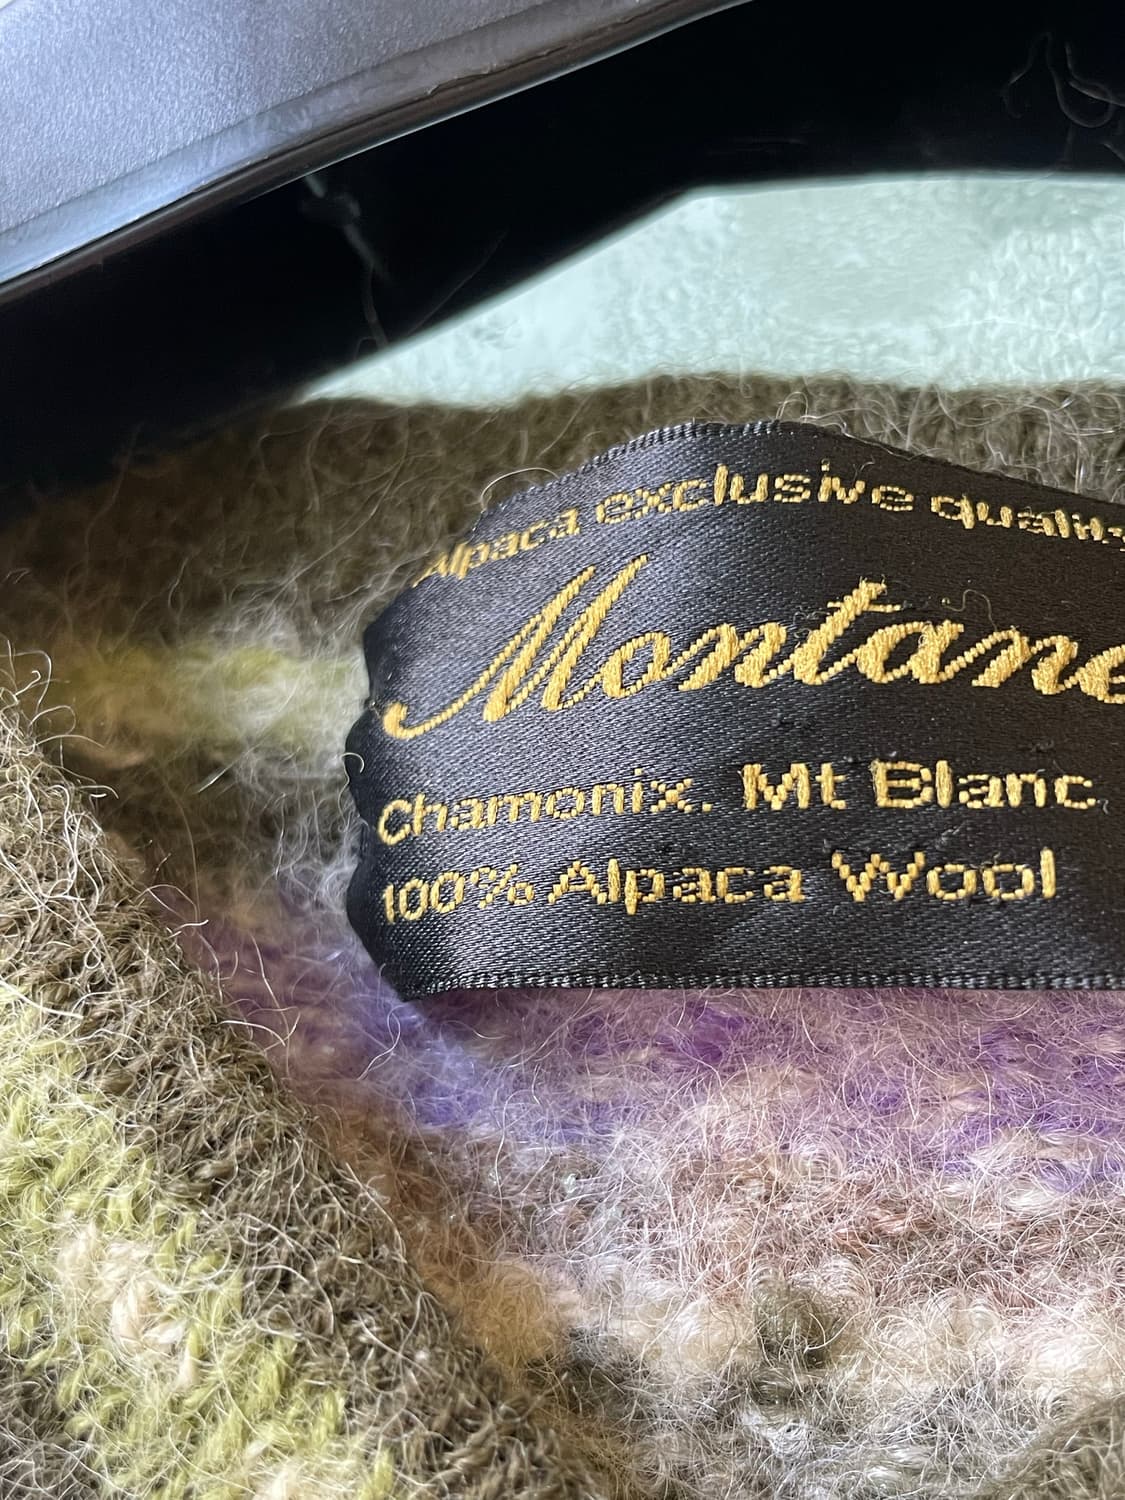 Alpaca exclusive quality
Montane
Chamonix. Mt Blanc
100% Alpaca Wool